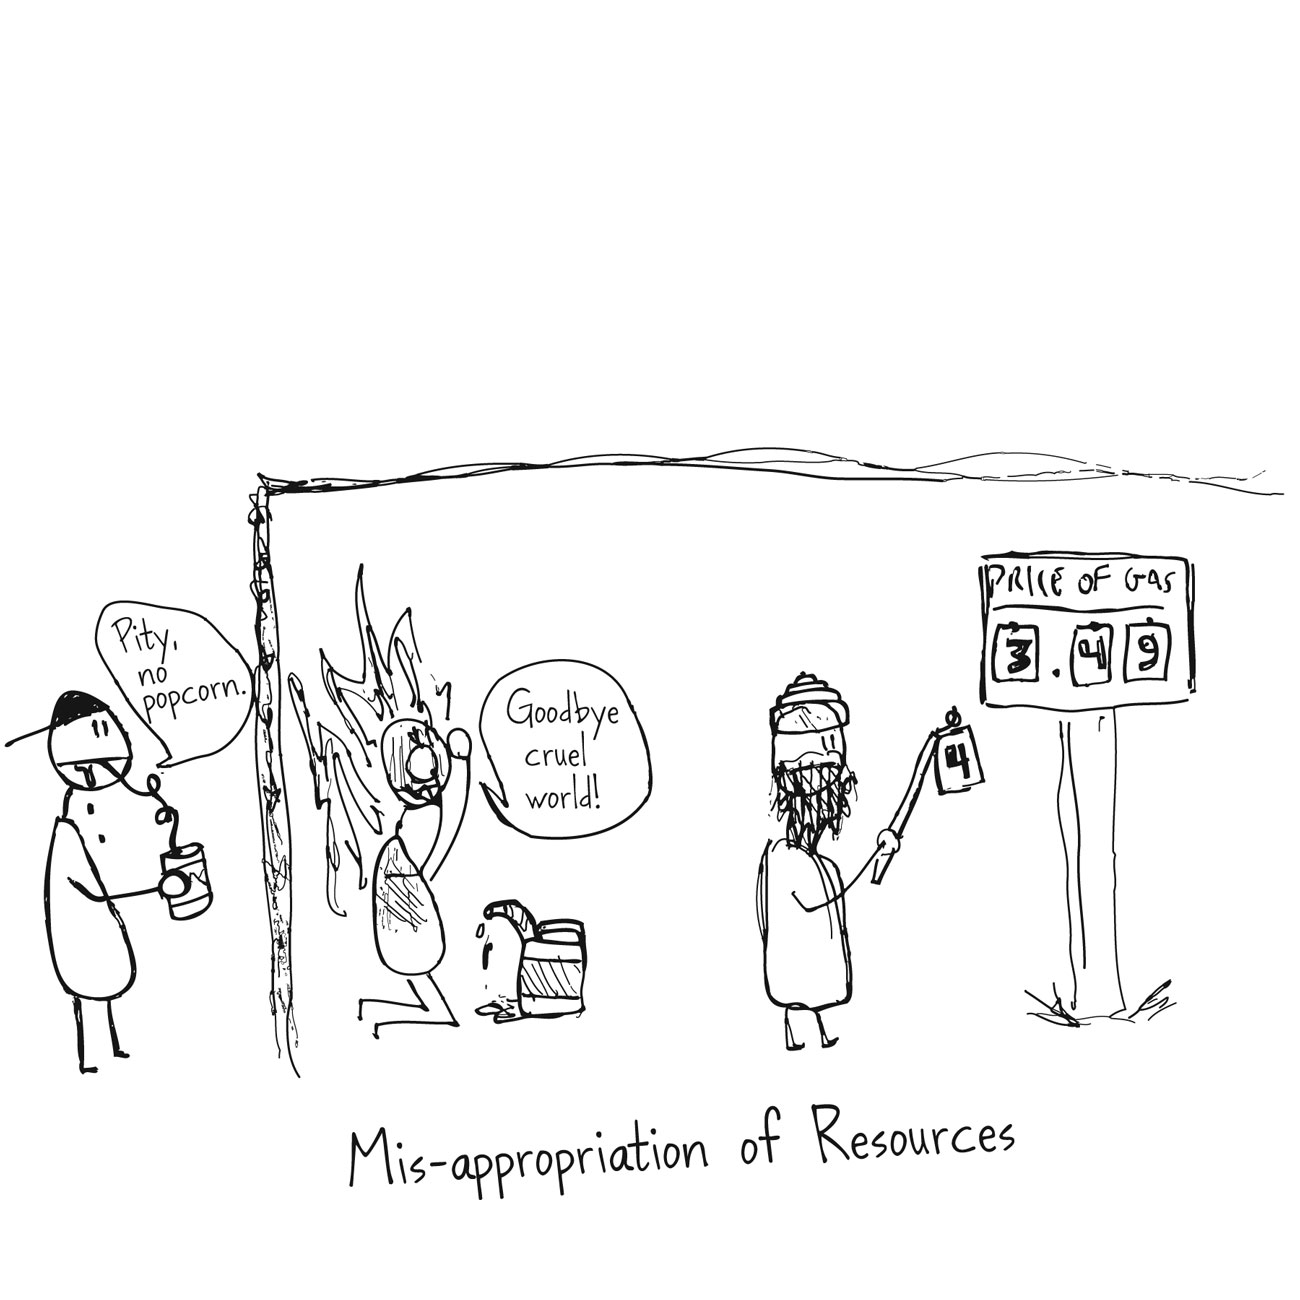 Pity,
no
popcorn.
Goodbye
cruel
world!
PRICE OF GAS
3.49
4
Mis-appropriation of Resources